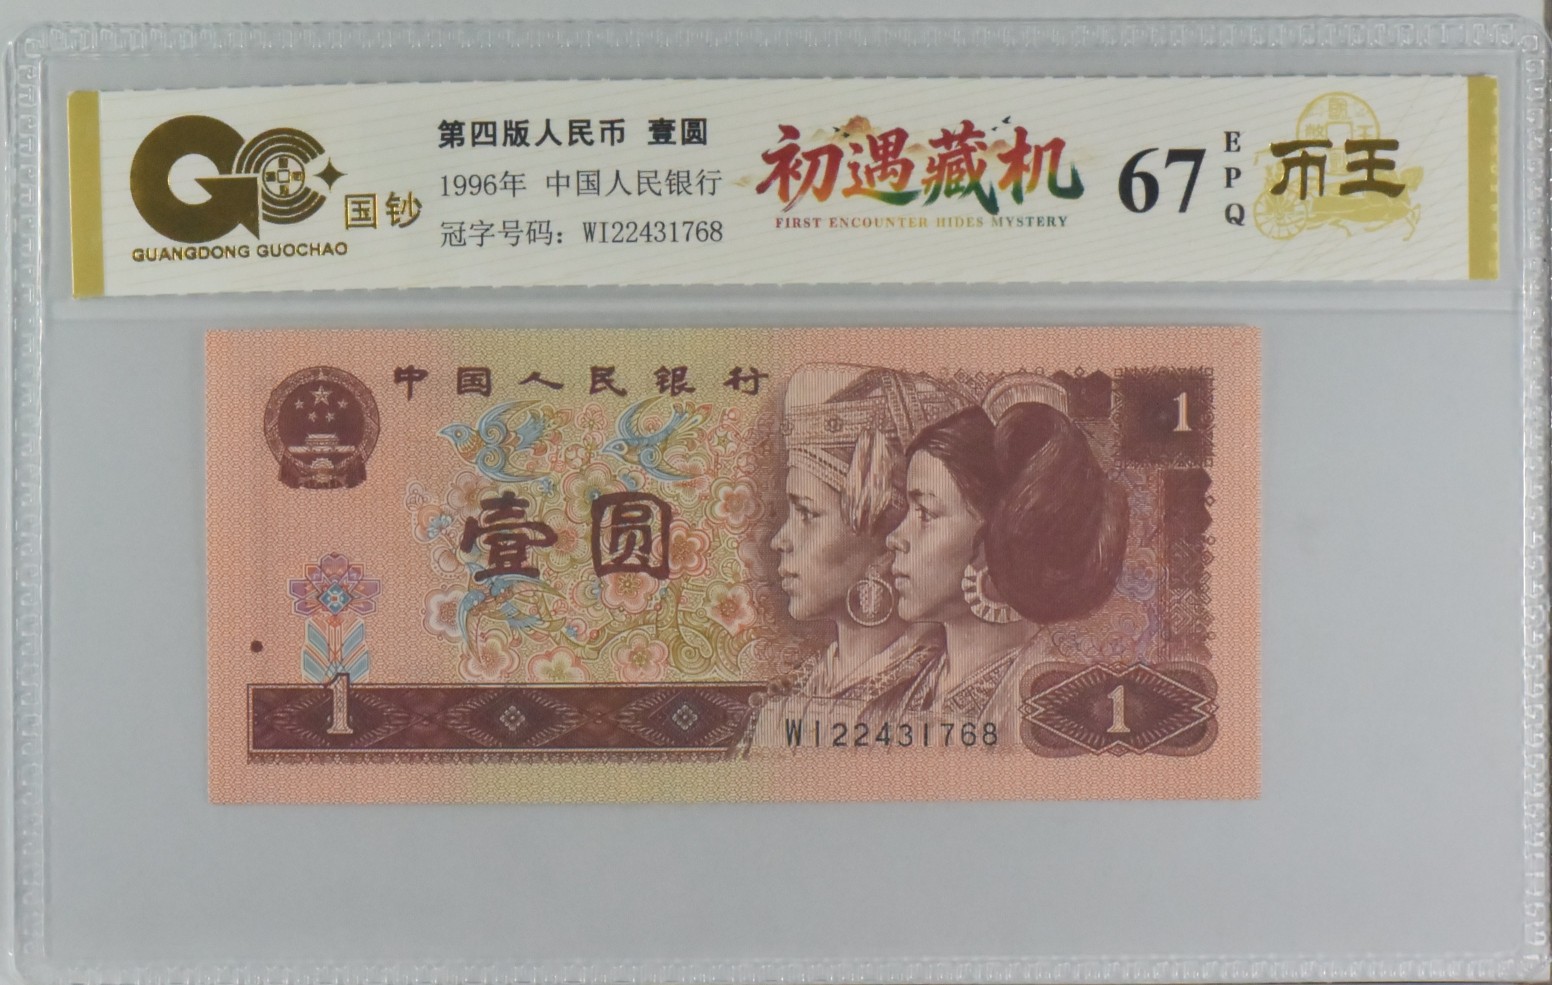 国钞
GUANGDONG GUOCHAO
第四版人民币 壹圆
1996年 中国人民银行
冠字号码：WI22431768
初遇藏机
FIRST ENCOUNTER HIDES MYSTERY
67
EPQ
币王
中国人民银行
1
壹圆
1
WI22431768
1